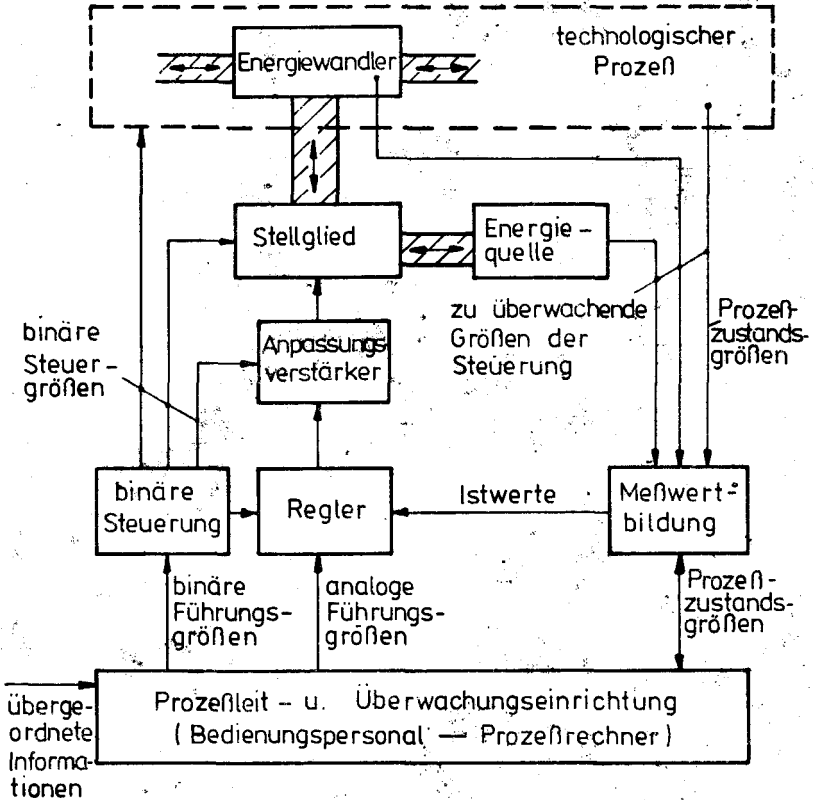 technologischer
Prozeß
Energiewandler
Stellglied
Energie-
quelle
zu überwachende
Größen der
Steuerung
Prozeß-
zustands-
größen
binäre
Steuer-
größen
Anpassungs-
verstärker
binäre
Steuerung
Regler
Istwerte
Meßwert-
bildung
binäre
Führungs-
größen
analoge
Führungs-
größen
Prozeß-
zustands-
größen
Prozeßleit- u. Überwachungseinrichtung
(Bedienungspersonal — Prozeßrechner)
überge-
ordnete
Informa-
tionen